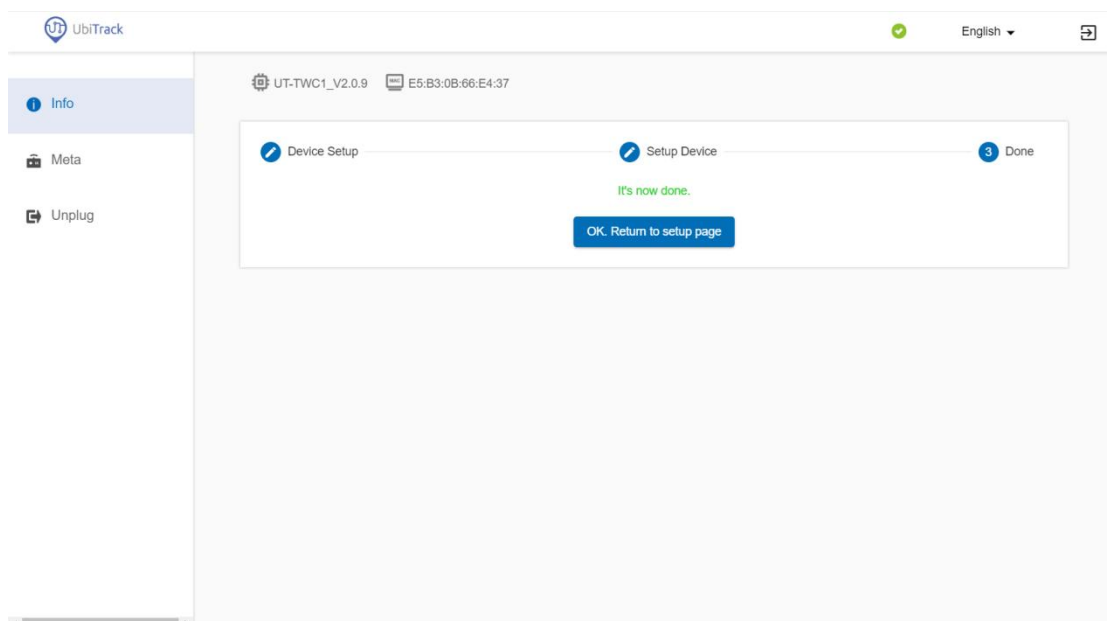 UbiTrack
English
Info
Meta
Unplug
UT-TWC1_V2.0.9
MAC
E5:B3:0B:66:E4:37
Device Setup
Setup Device
3 Done
It's now done.
OK. Return to setup page